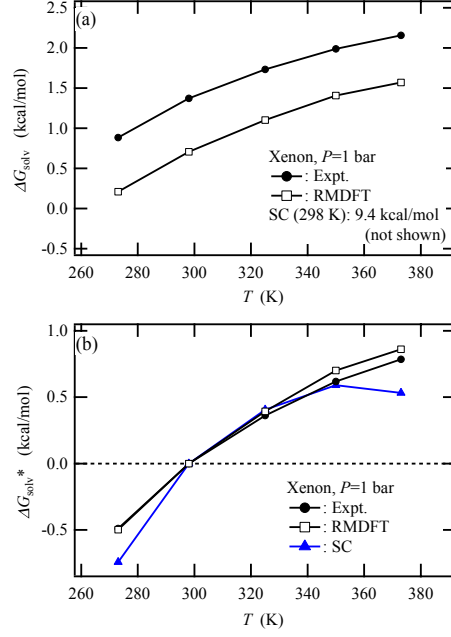 (a)
2.5
2.0
1.5
1.0
0.5
0.0
-0.5
ΔG_solv (kcal/mol)
Xenon, P=1 bar
: Expt.
: RMDFT
SC (298 K): 9.4 kcal/mol
(not shown)
260 280 300 320 340 360 380
T (K)
(b)
1.0
0.5
0.0
-0.5
ΔG_solv* (kcal/mol)
Xenon, P=1 bar
: Expt.
: RMDFT
: SC
260 280 300 320 340 360 380
T (K)